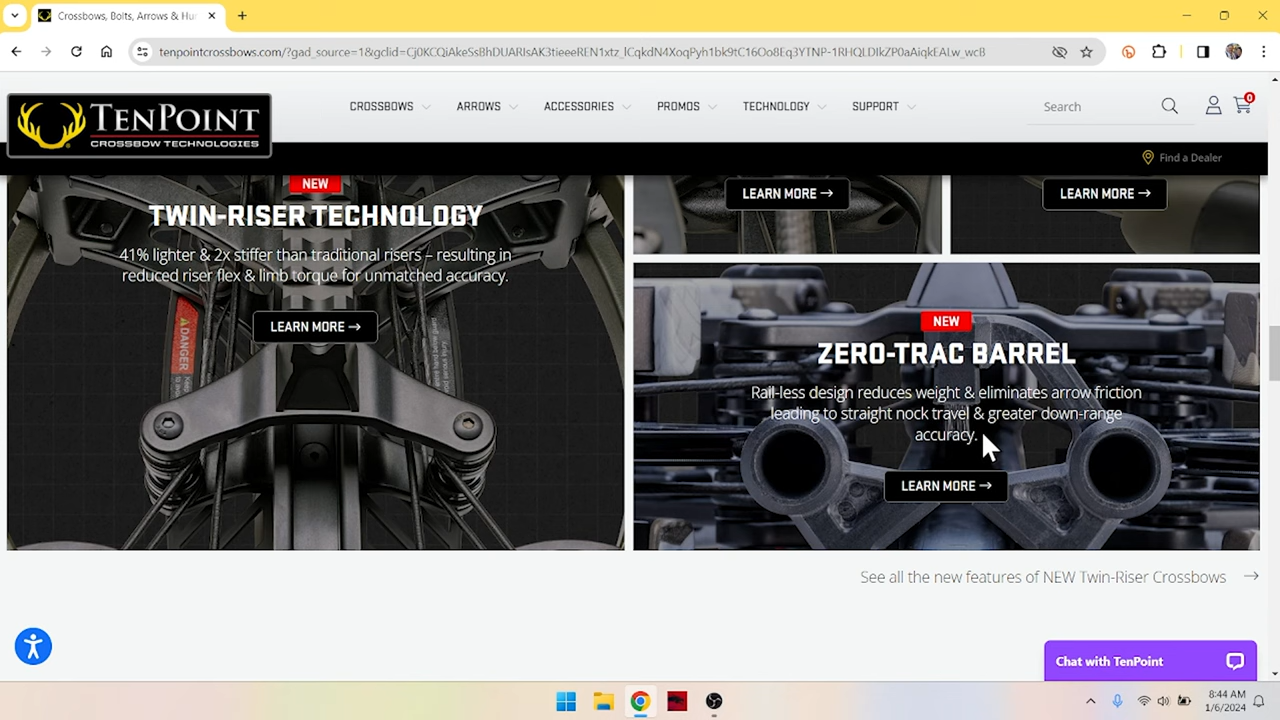 Crossbows, Bolts, Arrows & Hu
tenpointcrossbows.com/?gad_source=1&gclid=Cj0KCQiAkeSsBhDUARIsAK3tieeeREN1xtz_lCqkdN4XoqPyh1bk9tC16Oo8Eq3YTNP-1RHQLDIkZP0aAiqkEALw_wcB
TENPOINT
CROSSBOW TECHNOLOGIES
CROSSBOWS
ARROWS
ACCESSORIES
PROMOS
TECHNOLOGY
SUPPORT
Search
0
Find a Dealer
NEW
TWIN-RISER TECHNOLOGY
41% lighter & 2x stiffer than traditional risers – resulting in
reduced riser flex & limb torque for unmatched accuracy.
LEARN MORE →
DANGER
LEARN MORE →
LEARN MORE →
NEW
ZERO-TRAC BARREL
Rail-less design reduces weight & eliminates arrow friction
leading to straight nock travel & greater down-range
accuracy.
LEARN MORE →
See all the new features of NEW Twin-Riser Crossbows →
Chat with TenPoint
8:44 AM
1/6/2024